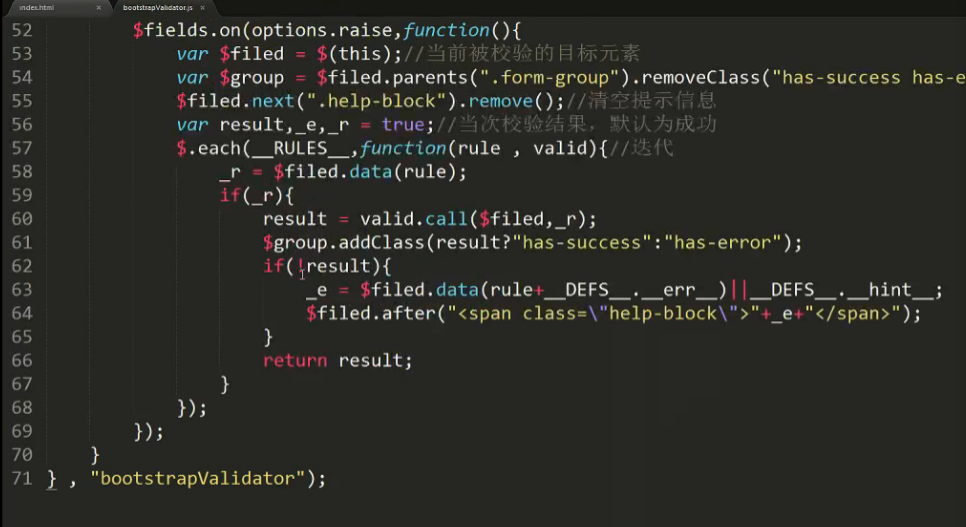 index.html × bootstrapValidator.js ×
52 $fields.on(options.raise,function(){
53 var $filed = $(this);//当前被校验的目标元素
54 var $group = $filed.parents(".form-group").removeClass("has-success has-e
55 $filed.next(".help-block").remove();//清空提示信息
56 var result,_e,_r = true;//当次校验结果，默认为成功
57 $.each(__RULES__,function(rule , valid){//迭代
58 _r = $filed.data(rule);
59 if(_r){
60 result = valid.call($filed,_r);
61 $group.addClass(result?"has-success":"has-error");
62 if(!result){
63 _e = $filed.data(rule+__DEFS__.__err__)||__DEFS__.__hint__;
64 $filed.after("<span class=\"help-block\">"+_e+"</span>");
65 }
66 return result;
67 }
68 });
69 });
70 }
71 } , "bootstrapValidator");